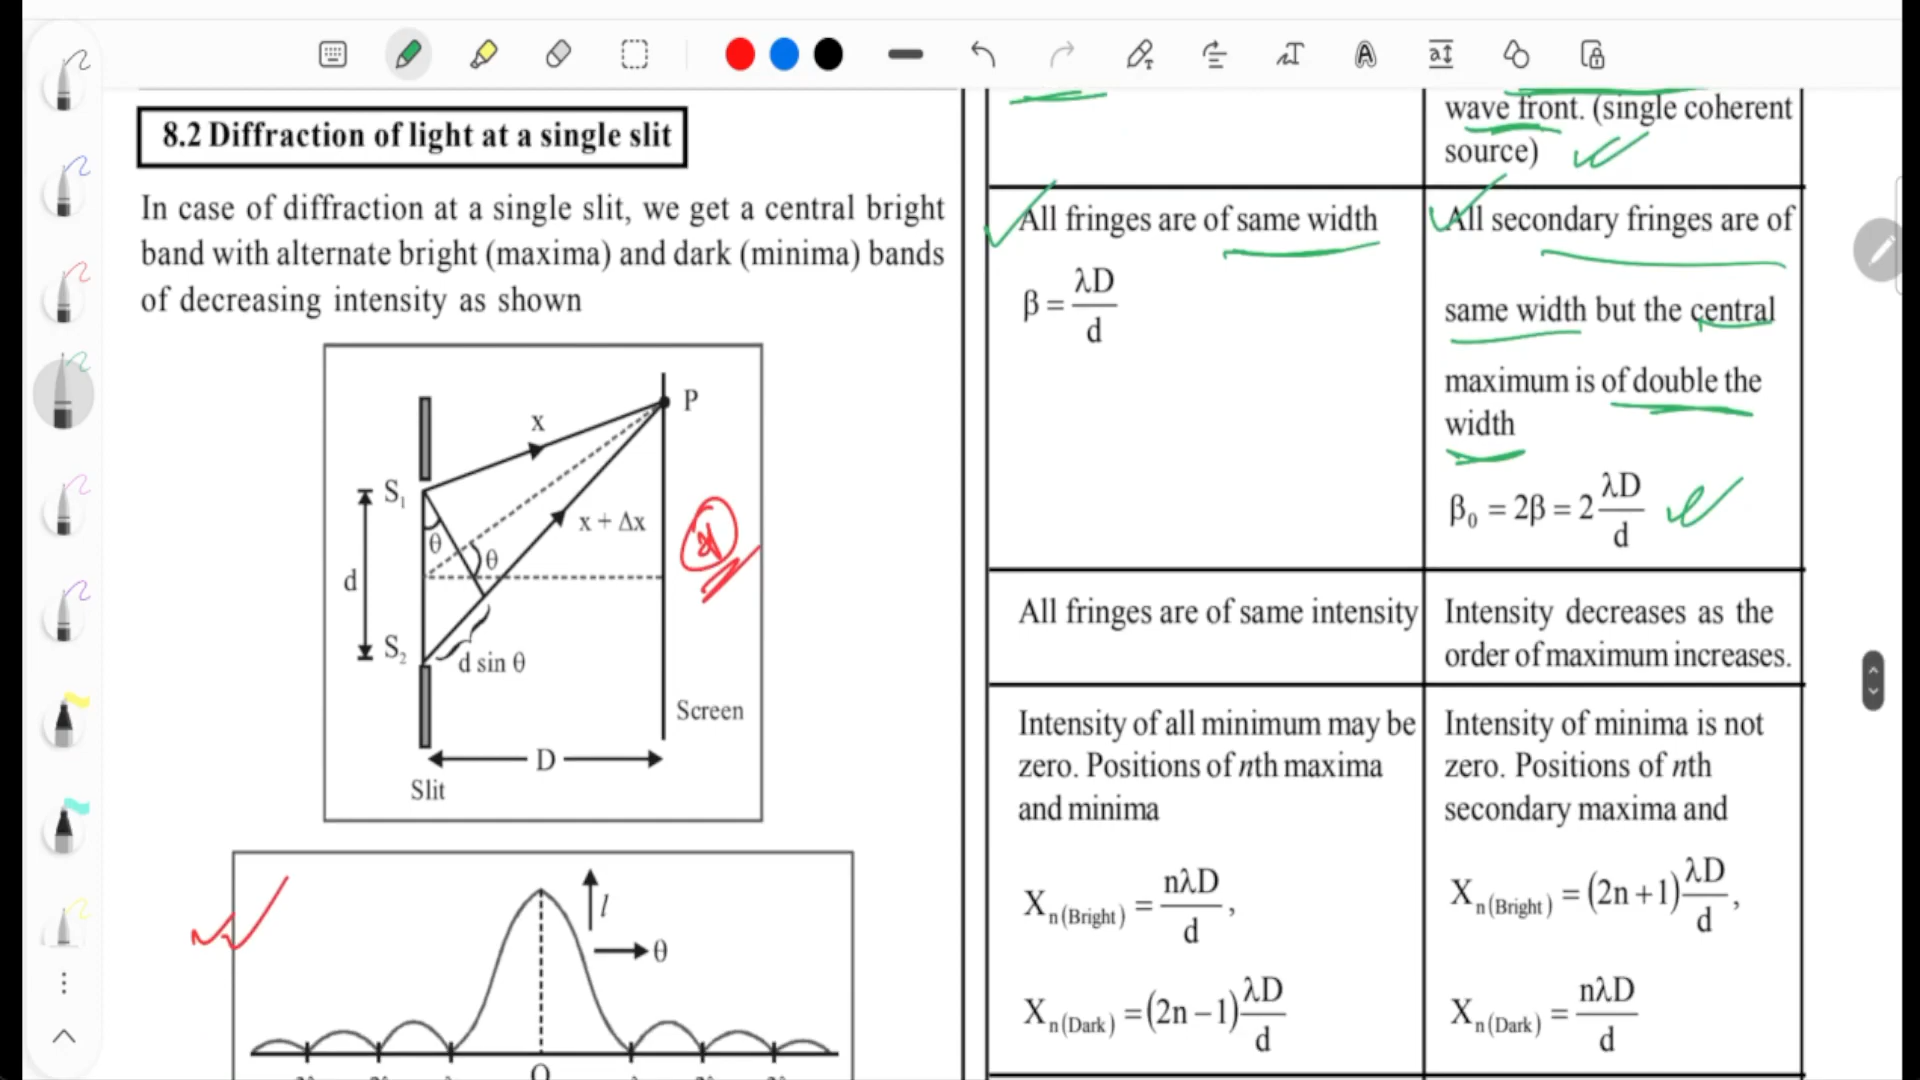 8.2 Diffraction of light at a single slit
In case of diffraction at a single slit, we get a central bright
band with alternate bright (maxima) and dark (minima) bands
of decreasing intensity as shown
P
x
S₁
x + Δx
θ
θ
d
S₂
d sin θ
Screen
D
Slit
l
θ
O
wave front. (single coherent
source)
All fringes are of same width
β = λD/d
All secondary fringes are of
same width but the central
maximum is of double the
width
β₀ = 2β = 2 λD/d
All fringes are of same intensity
Intensity decreases as the
order of maximum increases.
Intensity of all minimum may be
zero. Positions of nth maxima
and minima
X n(Bright) = nλD/d,
X n(Dark) = (2n − 1) λD/d
Intensity of minima is not
zero. Positions of nth
secondary maxima and
X n(Bright) = (2n + 1) λD/d,
X n(Dark) = nλD/d